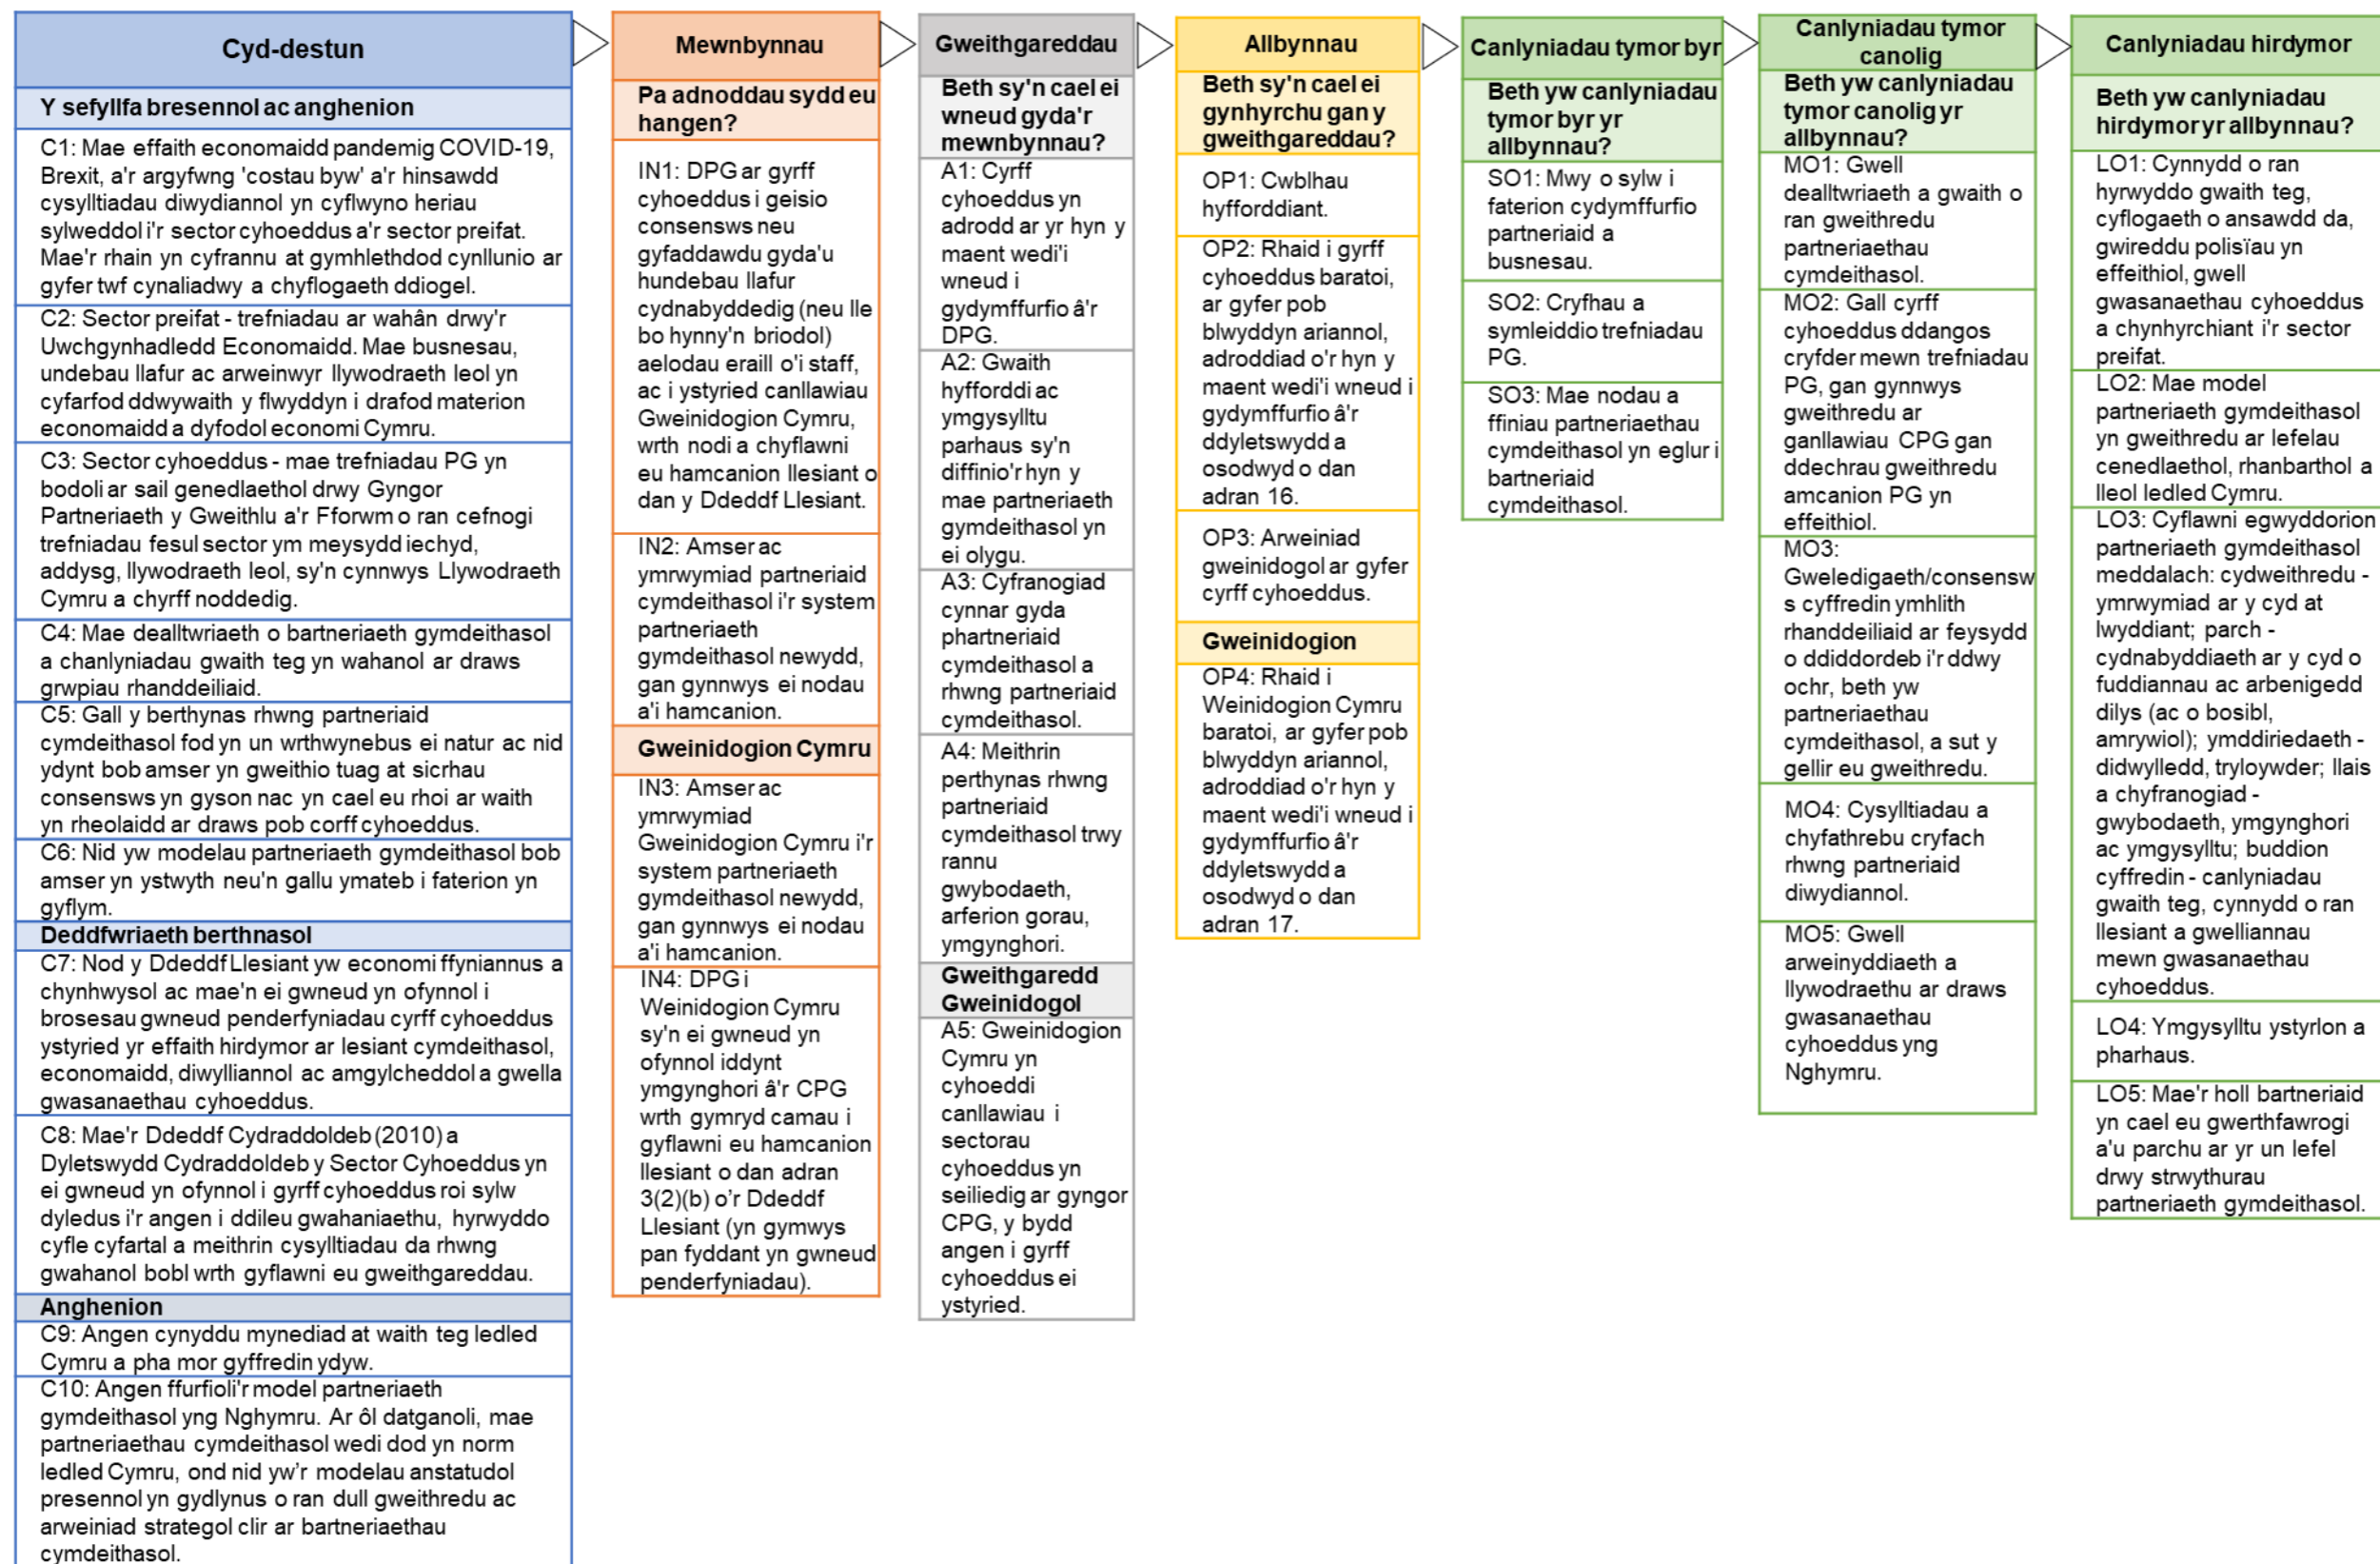 Cyd-destun
Y sefyllfa bresennol ac anghenion
C1: Mae effaith economaidd pandemig COVID-19,
Brexit, a'r argyfwng 'costau byw' a'r hinsawdd
cysylltiadau diwydiannol yn cyflwyno heriau
sylweddol i'r sector cyhoeddus a'r sector preifat.
Mae'r rhain yn cyfrannu at gymhlethdod cynllunio ar
gyfer twf cynaliadwy a chyflogaeth ddiogel.
C2: Sector preifat - trefniadau ar wahân drwy'r
Uwchgynhadledd Economaidd. Mae busnesau,
undebau llafur ac arweinwyr llywodraeth leol yn
cyfarfod ddwywaith y flwyddyn i drafod materion
economaidd a dyfodol economi Cymru.
C3: Sector cyhoeddus - mae trefniadau PG yn
bodoli ar sail genedlaethol drwy Gyngor
Partneriaeth y Gweithlu a'r Fforwm o ran cefnogi
trefniadau fesul sector ym meysydd iechyd,
addysg, llywodraeth leol, sy'n cynnwys Llywodraeth
Cymru a chyrff noddedig.
C4: Mae dealltwriaeth o bartneriaeth gymdeithasol
a chanlyniadau gwaith teg yn wahanol ar draws
grwpiau rhanddeiliaid.
C5: Gall y berthynas rhwng partneriaid
cymdeithasol fod yn un wrthwynebus ei natur ac nid
ydynt bob amser yn gweithio tuag at sicrhau
consensws yn gyson nac yn cael eu rhoi ar waith
yn rheolaidd ar draws pob corff cyhoeddus.
C6: Nid yw modelau partneriaeth gymdeithasol bob
amser yn ystwyth neu'n gallu ymateb i faterion yn
gyflym.
Deddfwriaeth berthnasol
C7: Nod y Ddeddf Llesiant yw economi ffyniannus a
chynhwysol ac mae'n ei gwneud yn ofynnol i
brosesau gwneud penderfyniadau cyrff cyhoeddus
ystyried yr effaith hirdymor ar lesiant cymdeithasol,
economaidd, diwylliannol ac amgylcheddol a gwella
gwasanaethau cyhoeddus.
C8: Mae'r Ddeddf Cydraddoldeb (2010) a
Dyletswydd Cydraddoldeb y Sector Cyhoeddus yn
ei gwneud yn ofynnol i gyrff cyhoeddus roi sylw
dyledus i'r angen i ddileu gwahaniaethu, hyrwyddo
cyfle cyfartal a meithrin cysylltiadau da rhwng
gwahanol bobl wrth gyflawni eu gweithgareddau.
Anghenion
C9: Angen cynyddu mynediad at waith teg ledled
Cymru a pha mor gyffredin ydyw.
C10: Angen ffurfioli'r model partneriaeth
gymdeithasol yng Nghymru. Ar ôl datganoli, mae
partneriaethau cymdeithasol wedi dod yn norm
ledled Cymru, ond nid yw'r modelau anstatudol
presennol yn gydlynus o ran dull gweithredu ac
arweiniad strategol clir ar bartneriaethau
cymdeithasol.
Mewnbynnau
Pa adnoddau sydd eu
hangen?
IN1: DPG ar gyrff
cyhoeddus i geisio
consensws neu
gyfaddawdu gyda'u
hundebau llafur
cydnabyddedig (neu lle
bo hynny'n briodol)
aelodau eraill o'i staff,
ac i ystyried canllawiau
Gweinidogion Cymru,
wrth nodi a chyflawni
eu hamcanion llesiant o
dan y Ddeddf Llesiant.
IN2: Amser ac
ymrwymiad partneriaid
cymdeithasol i'r system
partneriaeth
gymdeithasol newydd,
gan gynnwys ei nodau
a'i hamcanion.
Gweinidogion Cymru
IN3: Amser ac
ymrwymiad
Gweinidogion Cymru i'r
system partneriaeth
gymdeithasol newydd,
gan gynnwys ei nodau
a'i hamcanion.
IN4: DPG i
Weinidogion Cymru
sy'n ei gwneud yn
ofynnol iddynt
ymgynghori â'r CPG
wrth gymryd camau i
gyflawni eu hamcanion
llesiant o dan adran
3(2)(b) o'r Ddeddf
Llesiant (yn gymwys
pan fyddant yn gwneud
penderfyniadau).
Gweithgareddau
Beth sy'n cael ei
wneud gyda'r
mewnbynnau?
A1: Cyrff
cyhoeddus yn
adrodd ar yr hyn y
maent wedi'i
wneud i
gydymffurfio â'r
DPG.
A2: Gwaith
hyfforddi ac
ymgysylltu
parhaus sy'n
diffinio'r hyn y
mae partneriaeth
gymdeithasol yn
ei olygu.
A3: Cyfranogiad
cynnar gyda
phartneriaid
cymdeithasol a
rhwng partneriaid
cymdeithasol.
A4: Meithrin
perthynas rhwng
partneriaid
cymdeithasol trwy
rannu
gwybodaeth,
arferion gorau,
ymgynghori.
Gweithgaredd
Gweinidogol
A5: Gweinidogion
Cymru yn
cyhoeddi
canllawiau i
sectorau
cyhoeddus yn
seiliedig ar gyngor
CPG, y bydd
angen i gyrff
cyhoeddus ei
ystyried.
Allbynnau
Beth sy'n cael ei
gynhyrchu gan y
gweithgareddau?
OP1: Cwblhau
hyfforddiant.
OP2: Rhaid i gyrff
cyhoeddus baratoi,
ar gyfer pob
blwyddyn ariannol,
adroddiad o'r hyn y
maent wedi'i wneud i
gydymffurfio â'r
ddyletswydd a
osodwyd o dan
adran 16.
OP3: Arweiniad
gweinidogol ar gyfer
cyrff cyhoeddus.
Gweinidogion
OP4: Rhaid i
Weinidogion Cymru
baratoi, ar gyfer pob
blwyddyn ariannol,
adroddiad o'r hyn y
maent wedi'i wneud i
gydymffurfio â'r
ddyletswydd a
osodwyd o dan
adran 17.
Canlyniadau tymor byr
Beth yw canlyniadau
tymor byr yr
allbynnau?
SO1: Mwy o sylw i
faterion cydymffurfio
partneriaid a
busnesau.
SO2: Cryfhau a
symleiddio trefniadau
PG.
SO3: Mae nodau a
ffiniau partneriaethau
cymdeithasol yn eglur i
bartneriaid
cymdeithasol.
Canlyniadau tymor
canolig
Beth yw canlyniadau
tymor canolig yr
allbynnau?
MO1: Gwell
dealltwriaeth a gwaith o
ran gweithredu
partneriaethau
cymdeithasol.
MO2: Gall cyrff
cyhoeddus ddangos
cryfder mewn trefniadau
PG, gan gynnwys
gweithredu ar
ganllawiau CPG gan
ddechrau gweithredu
amcanion PG yn
effeithiol.
MO3:
Gweledigaeth/consensw
s cyffredin ymhlith
rhanddeiliaid ar feysydd
o ddiddordeb i'r ddwy
ochr, beth yw
partneriaethau
cymdeithasol, a sut y
gellir eu gweithredu.
MO4: Cysylltiadau a
chyfathrebu cryfach
rhwng partneriaid
diwydiannol.
MO5: Gwell
arweinyddiaeth a
llywodraethu ar draws
gwasanaethau
cyhoeddus yng
Nghymru.
Canlyniadau hirdymor
Beth yw canlyniadau
hirdymor yr allbynnau?
LO1: Cynnydd o ran
hyrwyddo gwaith teg,
cyflogaeth o ansawdd da,
gwireddu polisïau yn
effeithiol, gwell
gwasanaethau cyhoeddus
a chynhyrchiant i'r sector
preifat.
LO2: Mae model
partneriaeth gymdeithasol
yn gweithredu ar lefelau
cenedlaethol, rhanbarthol a
lleol ledled Cymru.
LO3: Cyflawni egwyddorion
partneriaeth gymdeithasol
meddalach: cydweithredu -
ymrwymiad ar y cyd at
lwyddiant; parch -
cydnabyddiaeth ar y cyd o
fuddiannau ac arbenigedd
dilys (ac o bosibl,
amrywiol); ymddiriedaeth -
didwylledd, tryloywder; llais
a chyfranogiad -
gwybodaeth, ymgynghori
ac ymgysylltu; buddion
cyffredin - canlyniadau
gwaith teg, cynnydd o ran
llesiant a gwelliannau
mewn gwasanaethau
cyhoeddus.
LO4: Ymgysylltu ystyrlon a
pharhaus.
LO5: Mae'r holl bartneriaid
yn cael eu gwerthfawrogi
a'u parchu ar yr un lefel
drwy strwythurau
partneriaeth gymdeithasol.